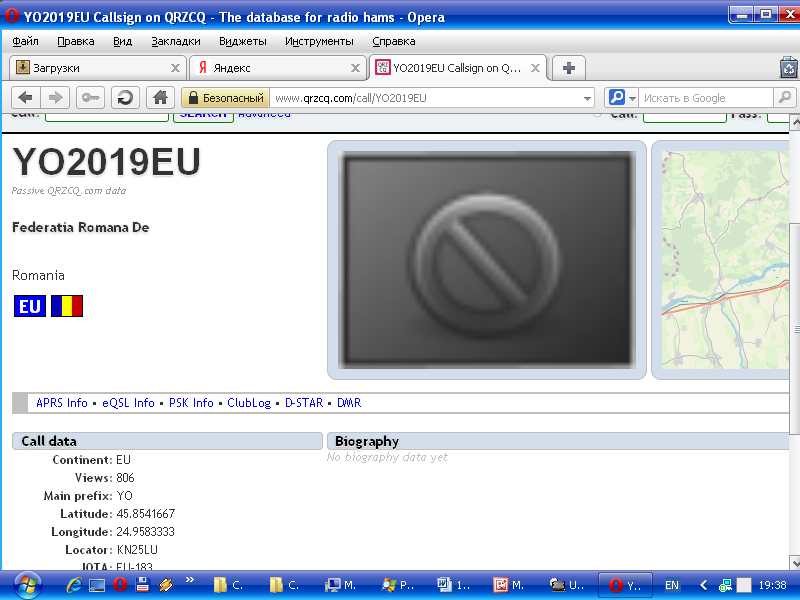 YO2019EU Callsign on QRZCQ - The database for radio hams - Opera
Файл Правка Вид Закладки Виджеты Инструменты Справка
Загрузки Яндекс QRZ CQ YO2019EU Callsign on Q...
Безопасный www.qrzcq.com/call/YO2019EU Искать в Google
Call: SEARCH Advanced Call: Pass:
YO2019EU
Passive QRZCQ.com data
Federatia Romana De
Romania
EU
APRS Info • eQSL Info • PSK Info • ClubLog • D-STAR • DMR
Call data Biography
No biography data yet
Continent: EU
Views: 806
Main prefix: YO
Latitude: 45.8541667
Longitude: 24.9583333
Locator: KN25LU
IOTA: EU-183
C. C. M. P.. 1.. M. U.. Y.. EN 19:38